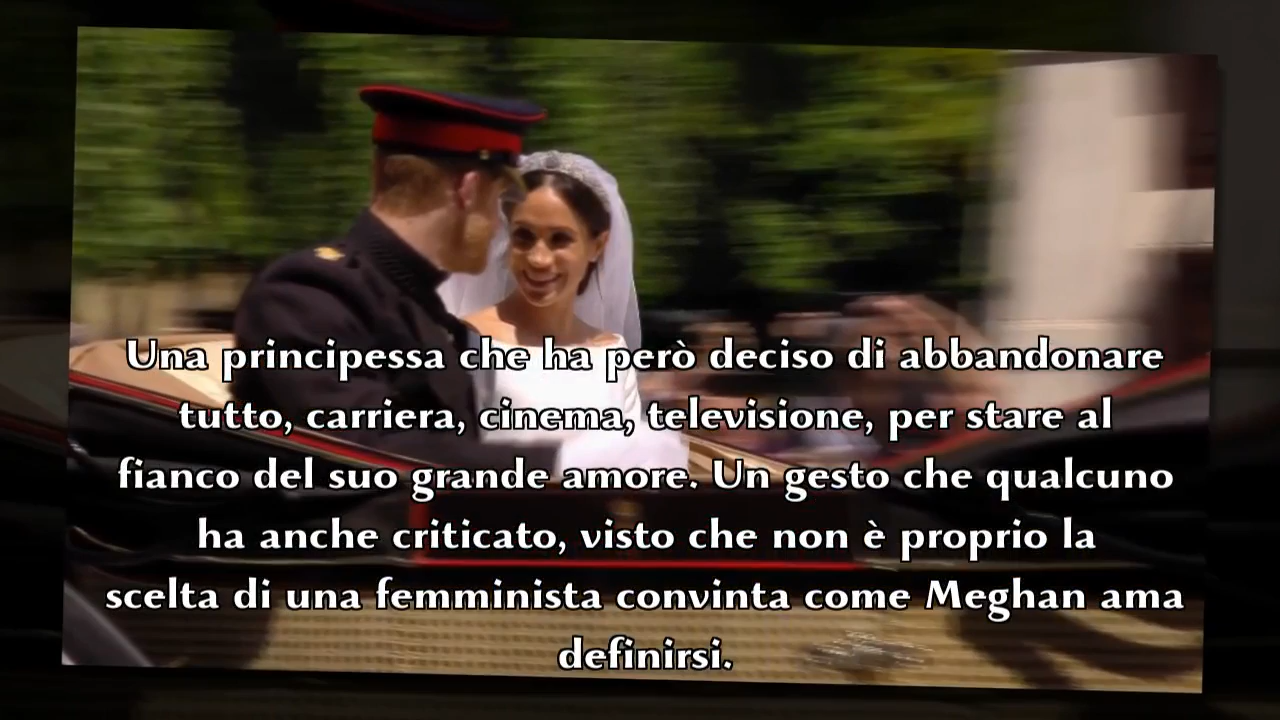 Una principessa che ha però deciso di abbandonare
tutto, carriera, cinema, televisione, per stare al
fianco del suo grande amore. Un gesto che qualcuno
ha anche criticato, visto che non è proprio la
scelta di una femminista convinta come Meghan ama
definirsi.